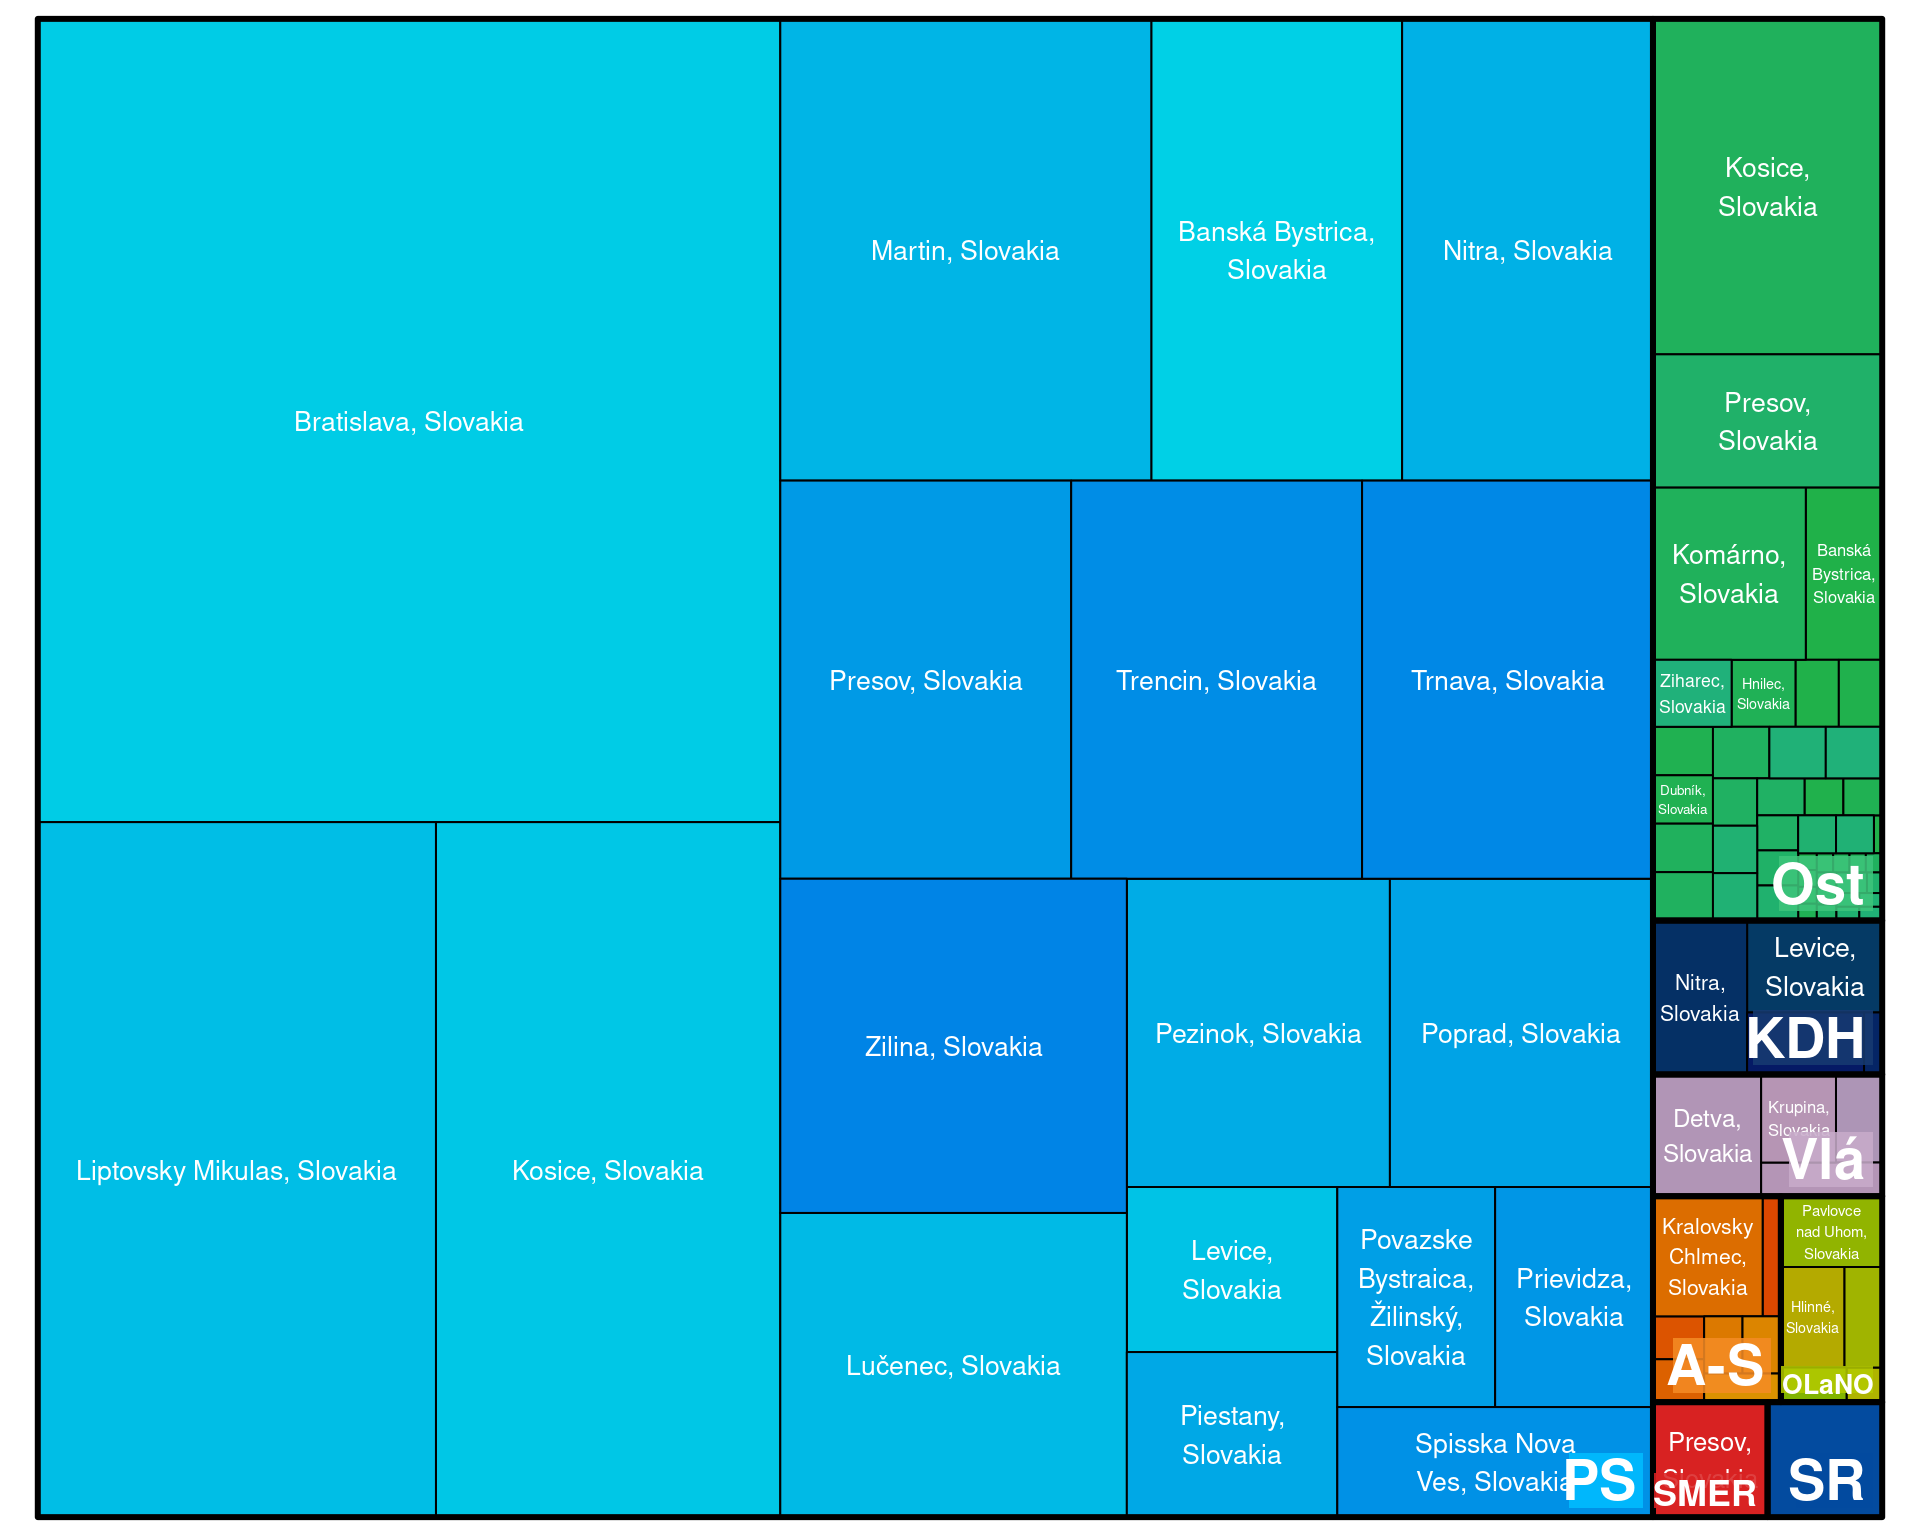 Bratislava, Slovakia
Liptovsky Mikulas, Slovakia
Kosice, Slovakia
Martin, Slovakia
Banská Bystrica,
Slovakia
Nitra, Slovakia
Presov, Slovakia
Trencin, Slovakia
Trnava, Slovakia
Zilina, Slovakia
Lučenec, Slovakia
Pezinok, Slovakia
Poprad, Slovakia
Levice,
Slovakia
Piestany,
Slovakia
Povazske
Bystraica,
Žilinský,
Slovakia
Prievidza,
Slovakia
Spisska Nova
Ves, Slovakia
PS
Kosice,
Slovakia
Presov,
Slovakia
Komárno,
Slovakia
Banská
Bystrica,
Slovakia
Ziharec,
Slovakia
Hnilec,
Slovakia
Dubník,
Slovakia
Ost
Nitra,
Slovakia
Levice,
Slovakia
KDH
Detva,
Slovakia
Krupina,
Slovakia
Vlá
Kralovsky
Chlmec,
Slovakia
A-S
Pavlovce
nad Uhom,
Slovakia
Hlinné,
Slovakia
OLaNO
Presov,
Slovakia
SMER
SR